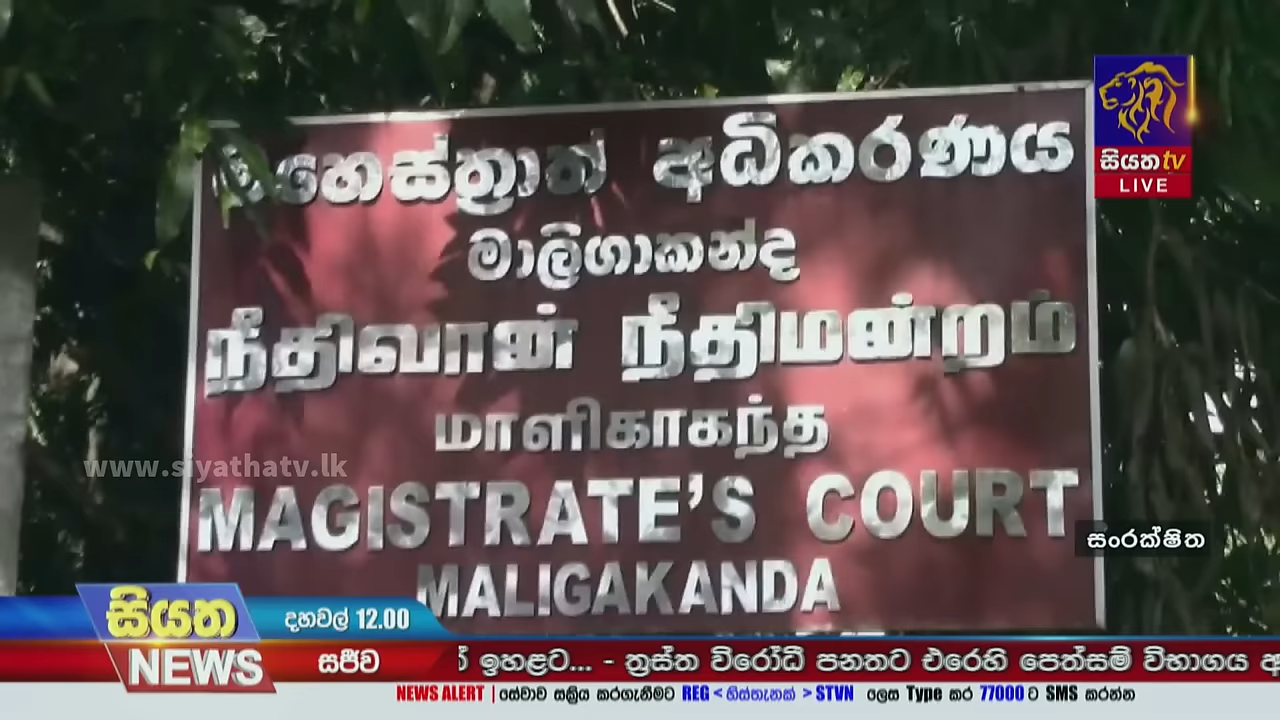 සියත tv
LIVE
මහෙස්ත්‍රාත් අධිකරණය
මාලිගාකන්ද
நீதிவான் நீதிமன்றம்
மாளிகாகந்த
www.siyathatv.lk
MAGISTRATE'S COURT
සංරක්ෂිත
MALIGAKANDA
සියත
දහවල් 12.00
NEWS
සජීව
ඉහළට... - ත්‍රස්ත විරෝධී පනතට එරෙහි පෙත්සම් විභාගය
NEWS ALERT | සේවාව සක්‍රිය කරගැනීමට REG < හිස්තැනක් > STVN ලෙස Type කර 77000 ට SMS කරන්න